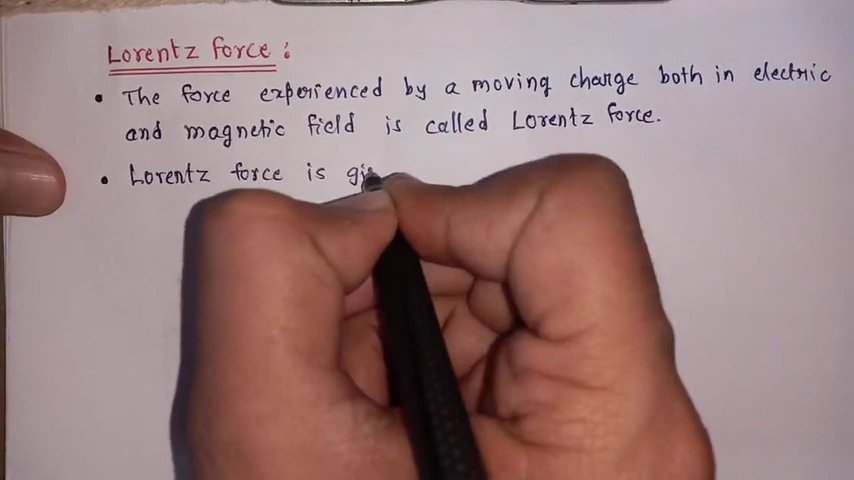 Lorentz force :
• The force experienced by a moving charge both in electric
and magnetic field is called Lorentz force.
• Lorentz force is gi